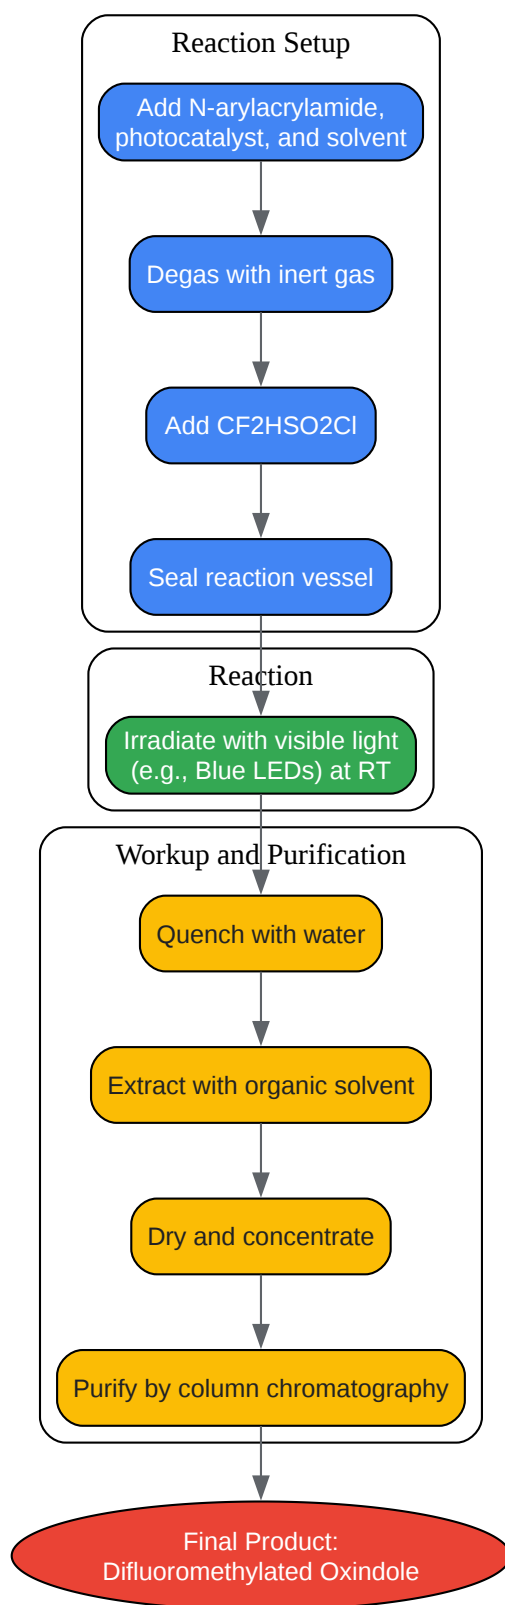 Reaction Setup
Add N-arylacrylamide,
photocatalyst, and solvent
Degas with inert gas
Add CF2HSO2Cl
Seal reaction vessel
Reaction
Irradiate with visible light
(e.g., Blue LEDs) at RT
Workup and Purification
Quench with water
Extract with organic solvent
Dry and concentrate
Purify by column chromatography
Final Product:
Difluoromethylated Oxindole